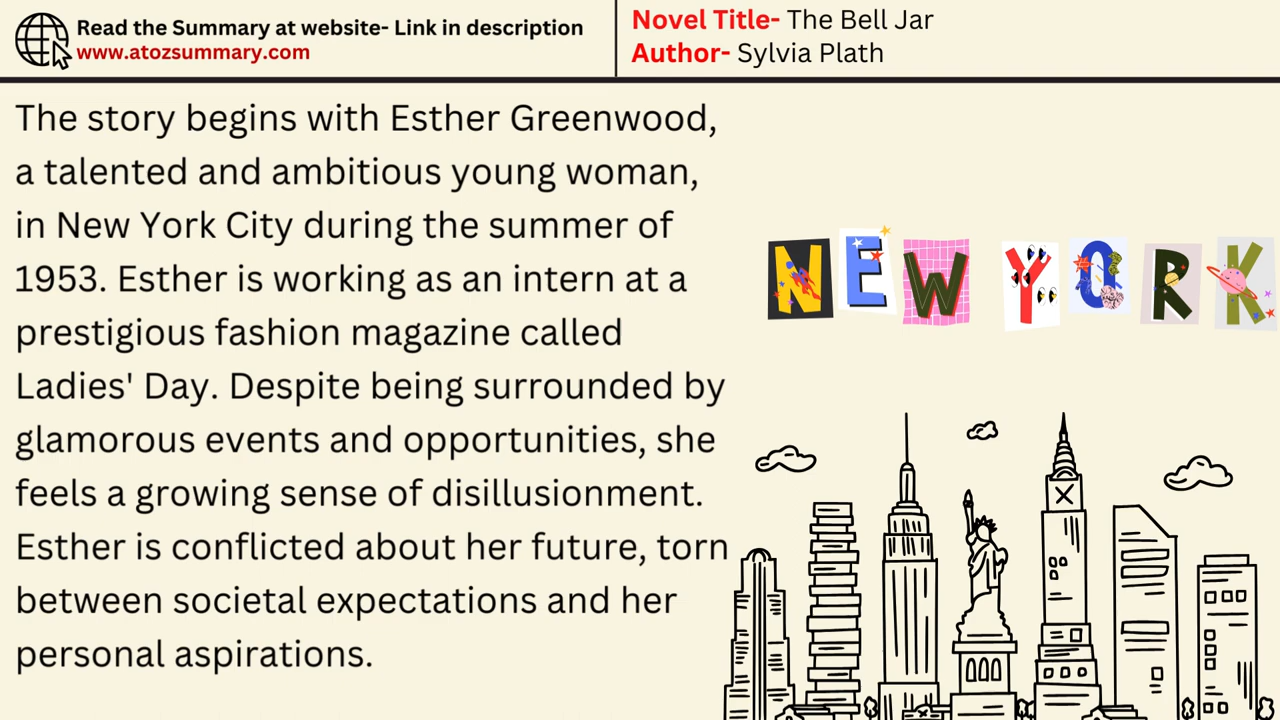 Read the Summary at website- Link in description
www.atozsummary.com
Novel Title- The Bell Jar
Author- Sylvia Plath
The story begins with Esther Greenwood,
a talented and ambitious young woman,
in New York City during the summer of
1953. Esther is working as an intern at a
prestigious fashion magazine called
Ladies' Day. Despite being surrounded by
glamorous events and opportunities, she
feels a growing sense of disillusionment.
Esther is conflicted about her future, torn
between societal expectations and her
personal aspirations.
NEW YORK